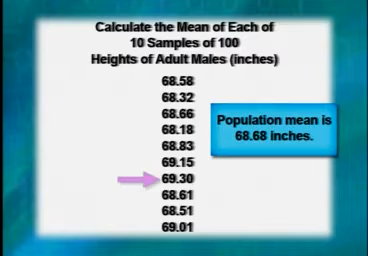 Calculate the Mean of Each of
10 Samples of 100
Heights of Adult Males (inches)
68.58
68.32
68.66
68.18
68.83
69.15
69.30
68.61
68.51
69.01
Population mean is
68.68 inches.